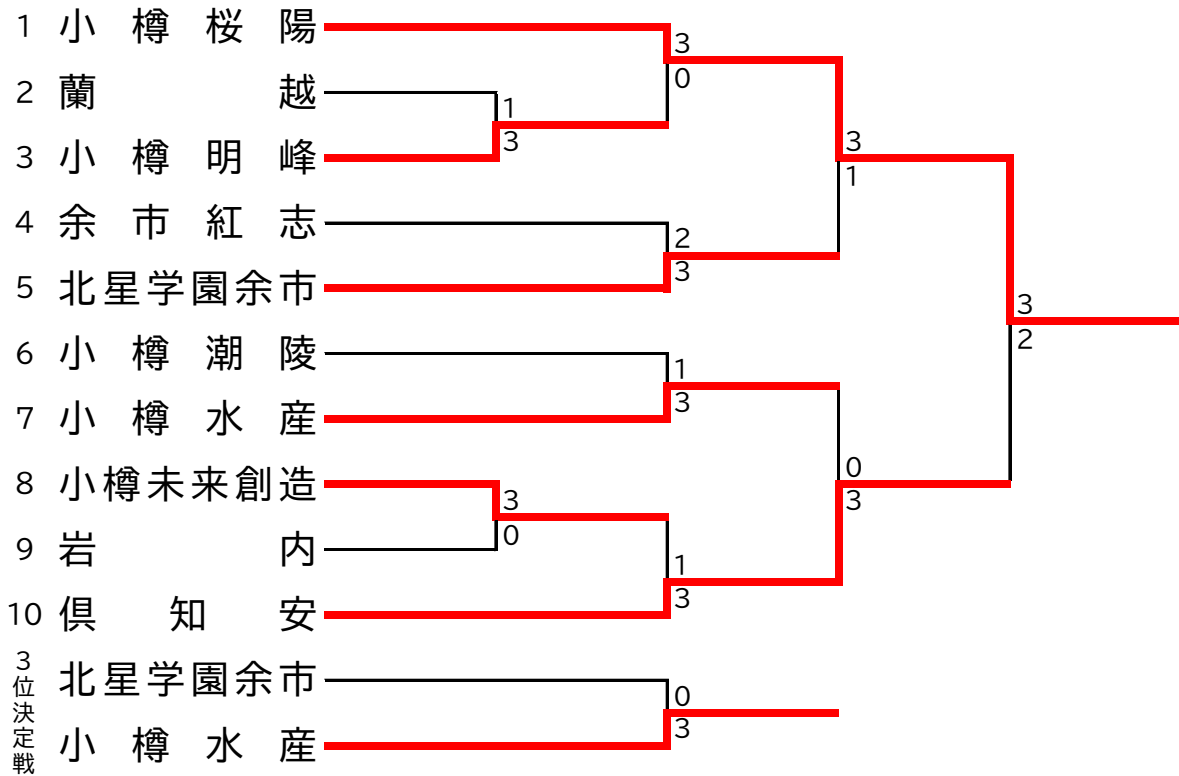 1 小樽桜陽
3
0
2 蘭越
1
3
3 小樽明峰
3
1
4 余市紅志
2
3
5 北星学園余市
3
2
6 小樽潮陵
1
3
7 小樽水産
0
3
8 小樽未来創造
3
0
9 岩内
1
3
10 倶知安
3位決定戦
北星学園余市
0
3
小樽水産